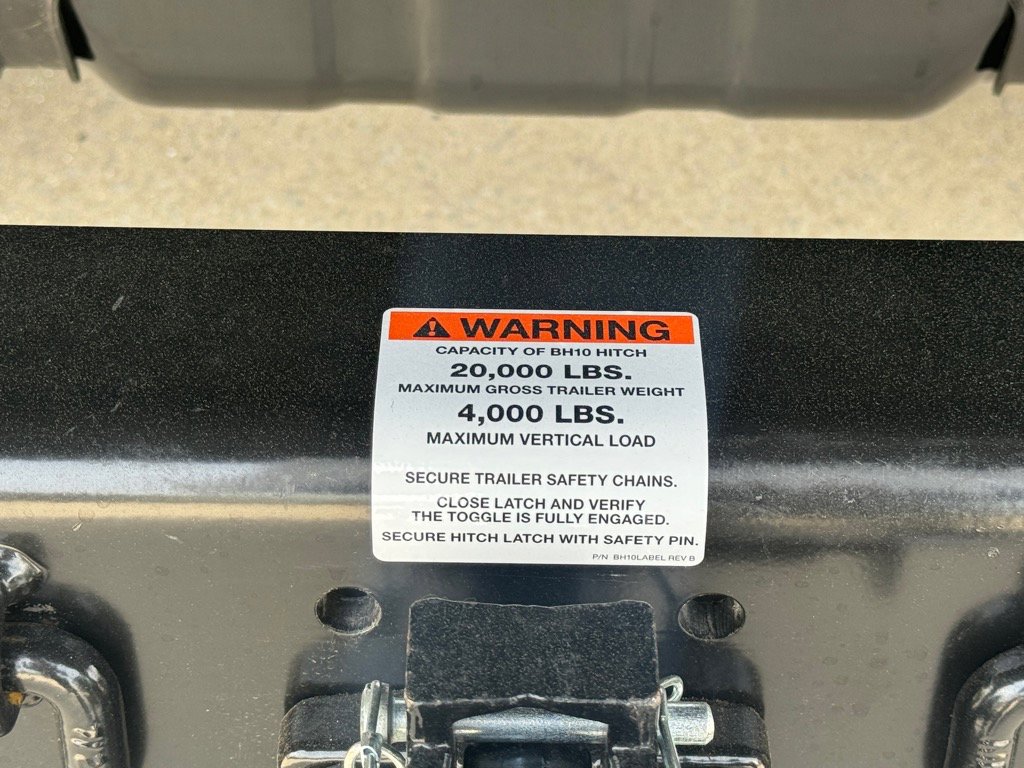 WARNING
CAPACITY OF BH10 HITCH
20,000 LBS.
MAXIMUM GROSS TRAILER WEIGHT
4,000 LBS.
MAXIMUM VERTICAL LOAD
SECURE TRAILER SAFETY CHAINS.
CLOSE LATCH AND VERIFY
THE TOGGLE IS FULLY ENGAGED.
SECURE HITCH LATCH WITH SAFETY PIN.
P/N BH10LABEL REV B